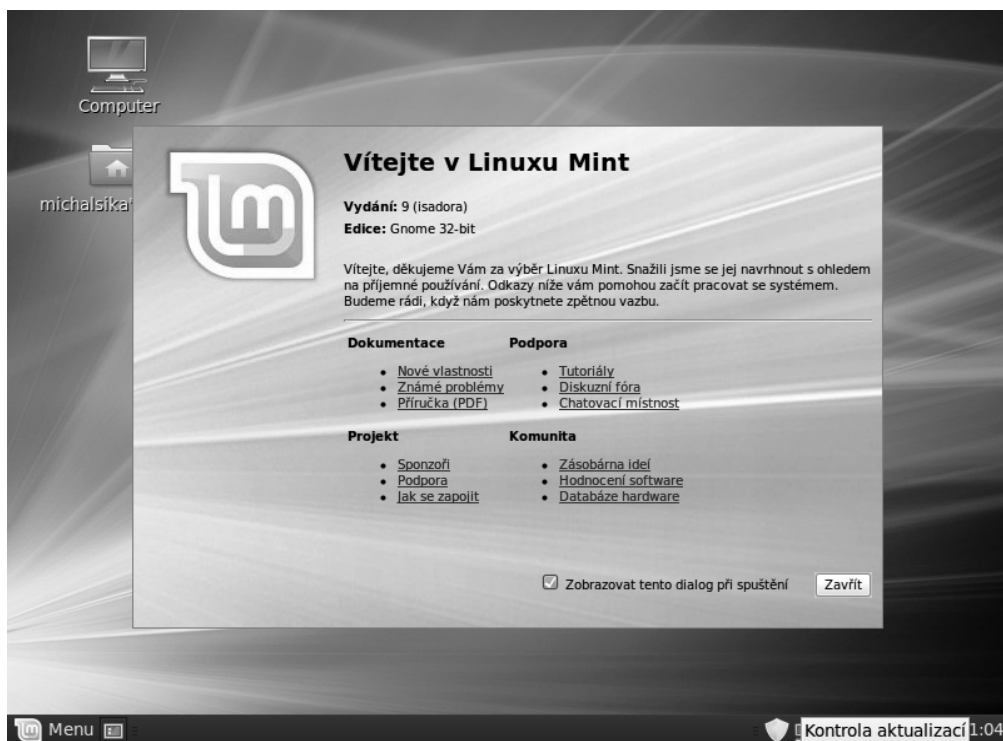 Computer
michalsíka'
lm
Vítejte v Linuxu Mint
Vydání: 9 (isadora)
Edice: Gnome 32-bit
Vítejte, děkujeme Vám za výběr Linuxu Mint. Snažili jsme se jej navrhnout s ohledem
na příjemné používání. Odkazy níže vám pomohou začít pracovat se systémem.
Budeme rádi, když nám poskytnete zpětnou vazbu.
Dokumentace
Nové vlastnosti
Známé problémy
Příručka (PDF)
Podpora
Tutoriály
Diskuzní fóra
Chatovací místnost
Projekt
Sponzoři
Podpora
Jak se zapojit
Komunita
Zásobárna ideí
Hodnocení software
Databáze hardware
Zobrazovat tento dialog při spuštění
Zavřít
Menu
Kontrola aktualizací
1:04